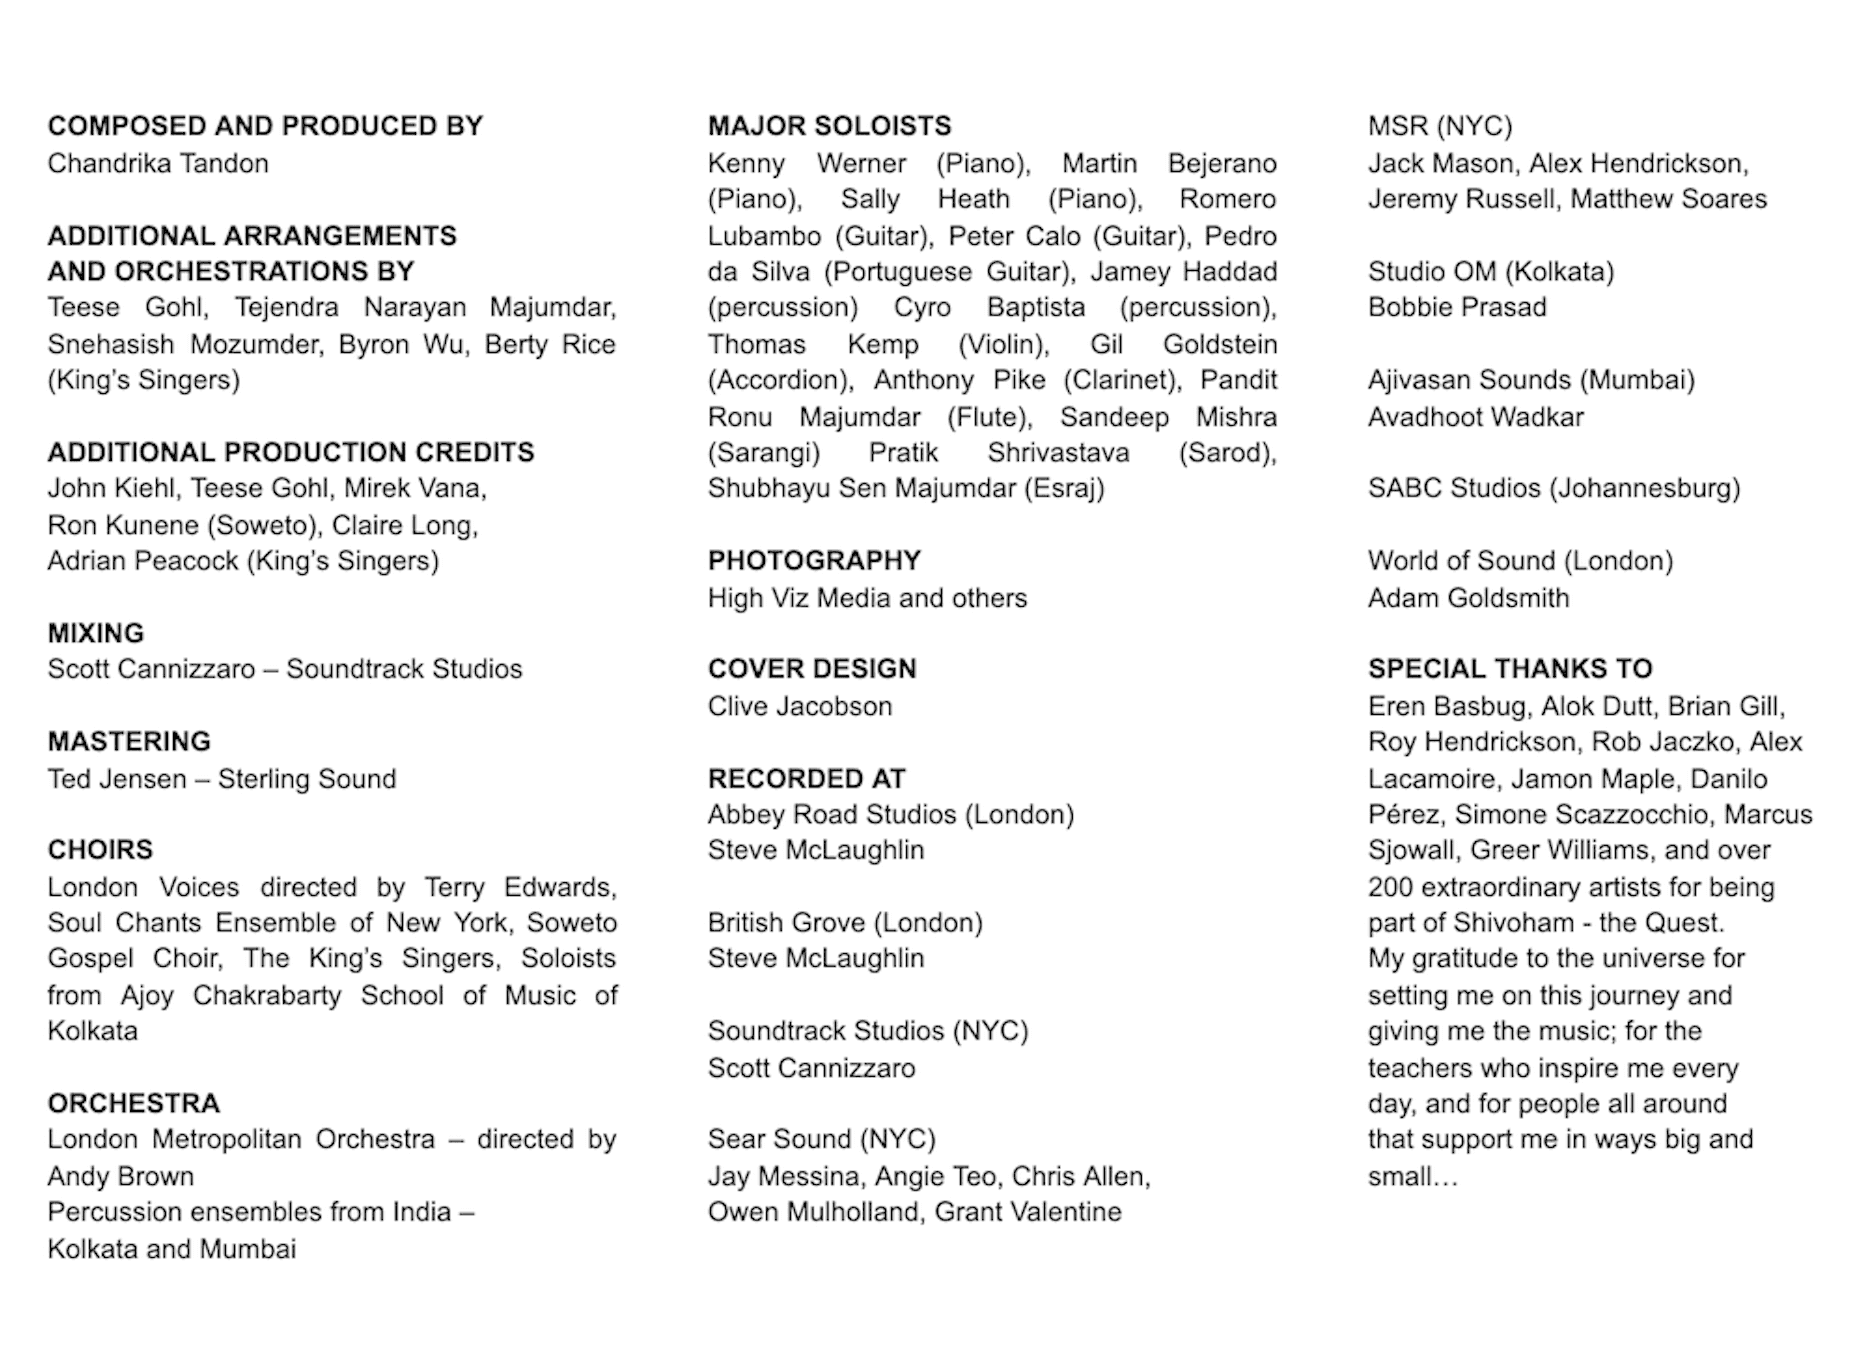 COMPOSED AND PRODUCED BY
Chandrika Tandon
ADDITIONAL ARRANGEMENTS
AND ORCHESTRATIONS BY
Teese Gohl, Tejendra Narayan Majumdar,
Snehasish Mozumder, Byron Wu, Berty Rice
(King’s Singers)
ADDITIONAL PRODUCTION CREDITS
John Kiehl, Teese Gohl, Mirek Vana,
Ron Kunene (Soweto), Claire Long,
Adrian Peacock (King’s Singers)
MIXING
Scott Cannizzaro – Soundtrack Studios
MASTERING
Ted Jensen – Sterling Sound
CHOIRS
London Voices directed by Terry Edwards,
Soul Chants Ensemble of New York, Soweto
Gospel Choir, The King’s Singers, Soloists
from Ajoy Chakrabarty School of Music of
Kolkata
ORCHESTRA
London Metropolitan Orchestra – directed by
Andy Brown
Percussion ensembles from India –
Kolkata and Mumbai
MAJOR SOLOISTS
Kenny Werner (Piano), Martin Bejerano
(Piano), Sally Heath (Piano), Romero
Lubambo (Guitar), Peter Calo (Guitar), Pedro
da Silva (Portuguese Guitar), Jamey Haddad
(percussion) Cyro Baptista (percussion),
Thomas Kemp (Violin), Gil Goldstein
(Accordion), Anthony Pike (Clarinet), Pandit
Ronu Majumdar (Flute), Sandeep Mishra
(Sarangi) Pratik Shrivastava (Sarod),
Shubhayu Sen Majumdar (Esraj)
PHOTOGRAPHY
High Viz Media and others
COVER DESIGN
Clive Jacobson
RECORDED AT
Abbey Road Studios (London)
Steve McLaughlin
British Grove (London)
Steve McLaughlin
Soundtrack Studios (NYC)
Scott Cannizzaro
Sear Sound (NYC)
Jay Messina, Angie Teo, Chris Allen,
Owen Mulholland, Grant Valentine
MSR (NYC)
Jack Mason, Alex Hendrickson,
Jeremy Russell, Matthew Soares
Studio OM (Kolkata)
Bobbie Prasad
Ajivasan Sounds (Mumbai)
Avadhoot Wadkar
SABC Studios (Johannesburg)
World of Sound (London)
Adam Goldsmith
SPECIAL THANKS TO
Eren Basbug, Alok Dutt, Brian Gill,
Roy Hendrickson, Rob Jaczko, Alex
Lacamoire, Jamon Maple, Danilo
Pérez, Simone Scazzocchio, Marcus
Sjowall, Greer Williams, and over
200 extraordinary artists for being
part of Shivoham - the Quest.
My gratitude to the universe for
setting me on this journey and
giving me the music; for the
teachers who inspire me every
day, and for people all around
that support me in ways big and
small…